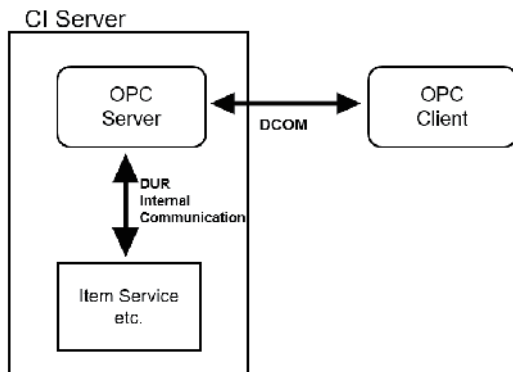 CI Server
OPC
Server
DCOM
OPC
Client
DUR
Internal
Communication
Item Service
etc.